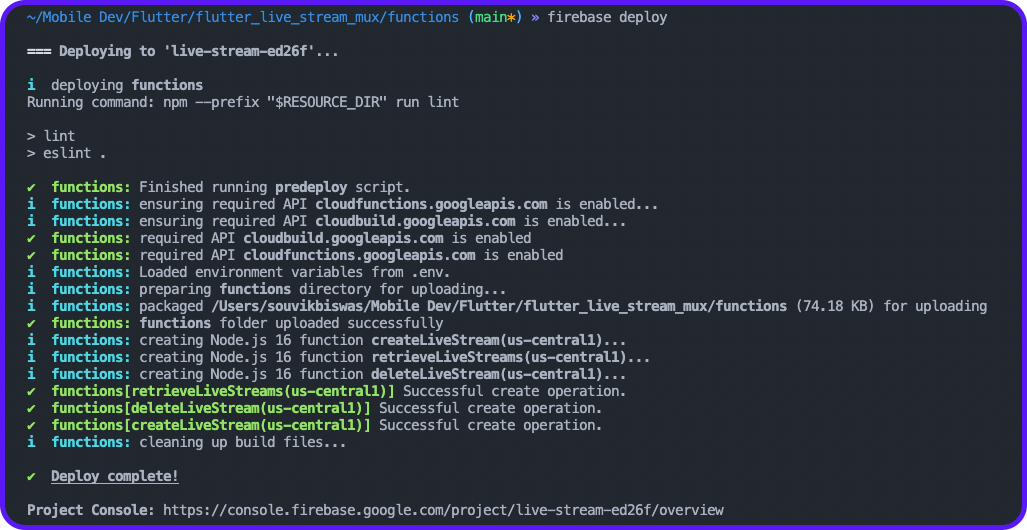 ~/Mobile Dev/Flutter/flutter_live_stream_mux/functions (main*) » firebase deploy
=== Deploying to 'live-stream-ed26f'...
i deploying functions
Running command: npm --prefix "$RESOURCE_DIR" run lint
> lint
> eslint .
✔ functions: Finished running predeploy script.
i functions: ensuring required API cloudfunctions.googleapis.com is enabled...
i functions: ensuring required API cloudbuild.googleapis.com is enabled...
✔ functions: required API cloudbuild.googleapis.com is enabled
✔ functions: required API cloudfunctions.googleapis.com is enabled
i functions: Loaded environment variables from .env.
i functions: preparing functions directory for uploading...
i functions: packaged /Users/souvikbiswas/Mobile Dev/Flutter/flutter_live_stream_mux/functions (74.18 KB) for uploading
✔ functions: functions folder uploaded successfully
i functions: creating Node.js 16 function createLiveStream(us-central1)...
i functions: creating Node.js 16 function retrieveLiveStreams(us-central1)...
i functions: creating Node.js 16 function deleteLiveStream(us-central1)...
✔ functions[retrieveLiveStreams(us-central1)] Successful create operation.
✔ functions[deleteLiveStream(us-central1)] Successful create operation.
✔ functions[createLiveStream(us-central1)] Successful create operation.
i functions: cleaning up build files...
✔ Deploy complete!
Project Console: https://console.firebase.google.com/project/live-stream-ed26f/overview